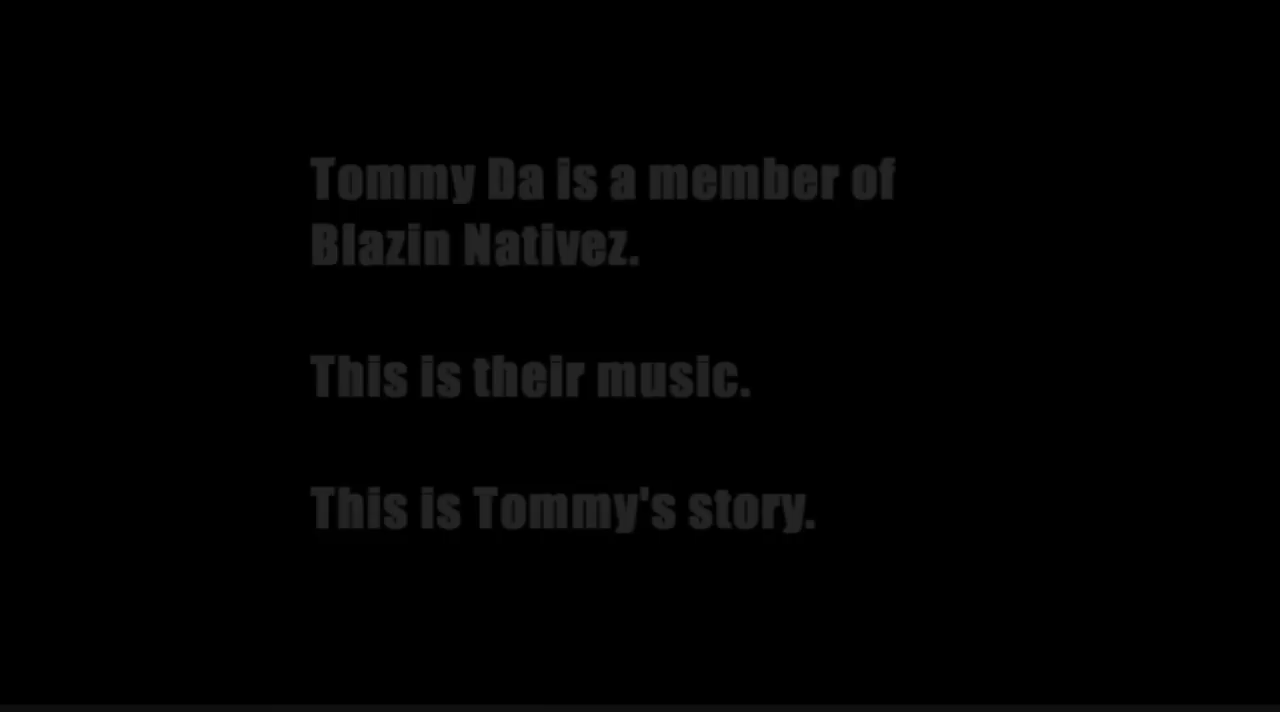 Tommy Da is a member of
Blazin Nativez.
This is their music.
This is Tommy's story.